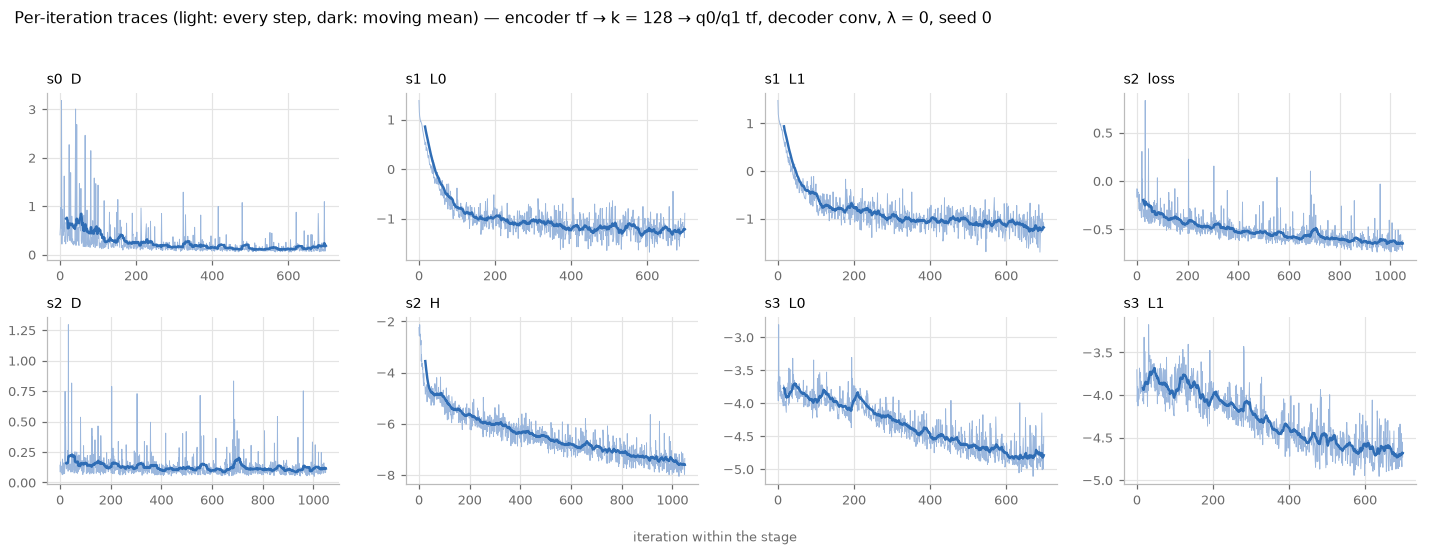 Per-iteration traces (light: every step, dark: moving mean) — encoder tf → k = 128 → q0/q1 tf, decoder conv, λ = 0, seed 0
s0 D
3
2
1
0
0 200 400 600
s1 L0
1
0
−1
0 200 400 600
s1 L1
1
0
−1
0 200 400 600
s2 loss
0.5
0.0
−0.5
0 200 400 600 800 1000
s2 D
1.25
1.00
0.75
0.50
0.25
0.00
0 200 400 600 800 1000
s2 H
−2
−4
−6
−8
0 200 400 600 800 1000
s3 L0
−3.0
−3.5
−4.0
−4.5
−5.0
0 200 400 600
s3 L1
−3.5
−4.0
−4.5
−5.0
0 200 400 600
iteration within the stage